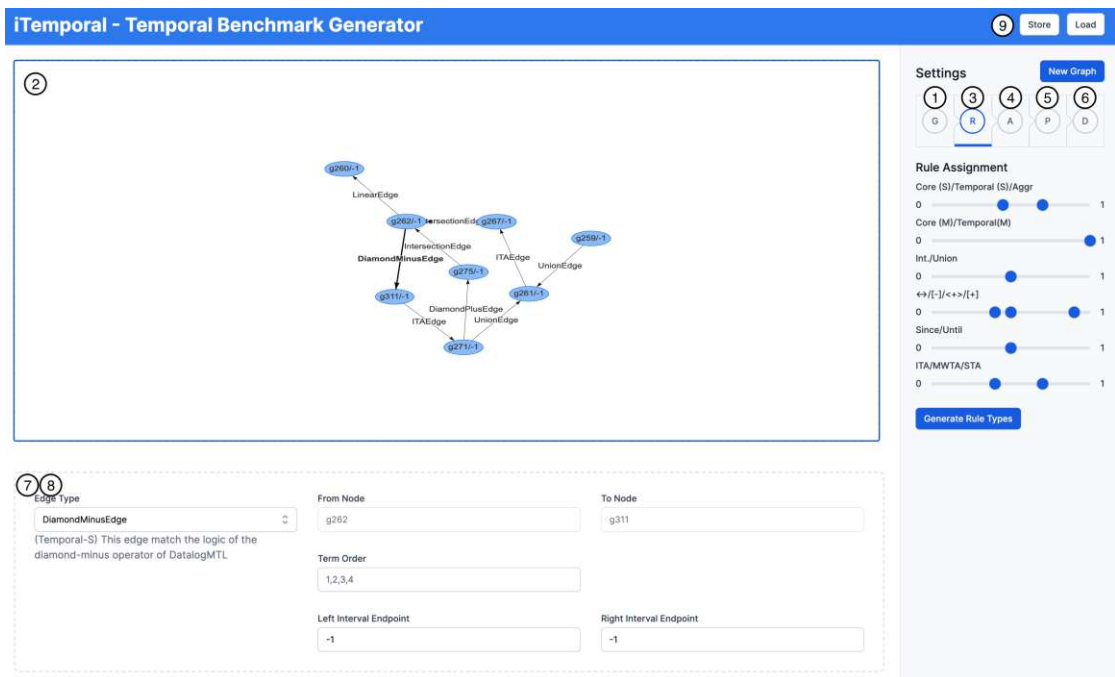 iTemporal - Temporal Benchmark Generator
9 Store Load
2
Settings
New Graph
1 3 4 5 6
G R A P D
Rule Assignment
Core (S)/Temporal (S)/Aggr
0 1
Core (M)/Temporal(M)
0 1
Int./Union
0 1
<->/[-]/<+>/[+]
0 1
Since/Until
0 1
ITA/MWTA/STA
0 1
Generate Rule Types
g260/-1
LinearEdge
g262/-1 g267/-1
IntersectionEdge
g259/-1
DiamondMinusEdge
ITAEdge
UnionEdge
g275/-1
g311/-1
g261/-1
DiamondPlusEdge
ITAEdge
UnionEdge
g271/-1
7 8
Edge Type
DiamondMinusEdge
(Temporal-S) This edge match the logic of the
diamond-minus operator of DatalogMTL
From Node
g262
To Node
g311
Term Order
1,2,3,4
Left Interval Endpoint
-1
Right Interval Endpoint
-1